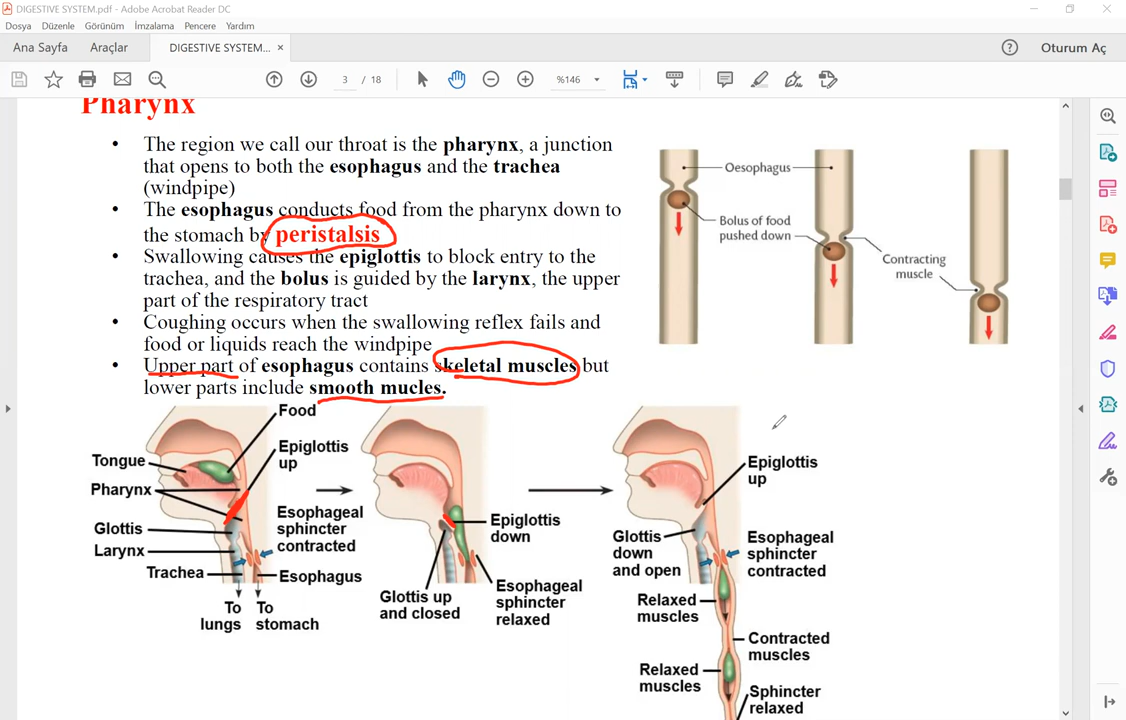 DIGESTIVE SYSTEM.pdf - Adobe Acrobat Reader DC
Dosya Düzenle Görünüm İmzalama Pencere Yardım
Ana Sayfa Araçlar DIGESTIVE SYSTEM... × ? Oturum Aç
3 / 18 %146
Pharynx
• The region we call our throat is the pharynx, a junction
that opens to both the esophagus and the trachea
(windpipe)
• The esophagus conducts food from the pharynx down to
the stomach by peristalsis
• Swallowing causes the epiglottis to block entry to the
trachea, and the bolus is guided by the larynx, the upper
part of the respiratory tract
• Coughing occurs when the swallowing reflex fails and
food or liquids reach the windpipe
• Upper part of esophagus contains skeletal muscles but
lower parts include smooth mucles.
Oesophagus
Bolus of food
pushed down
Contracting
muscle
Food
Epiglottis
up
Tongue
Pharynx
Glottis
Larynx
Trachea
Esophageal
sphincter
contracted
Esophagus
To
lungs
To
stomach
Epiglottis
down
Glottis up
and closed
Esophageal
sphincter
relaxed
Epiglottis
up
Glottis
down
and open
Esophageal
sphincter
contracted
Relaxed
muscles
Contracted
muscles
Relaxed
muscles
Sphincter
relaxed